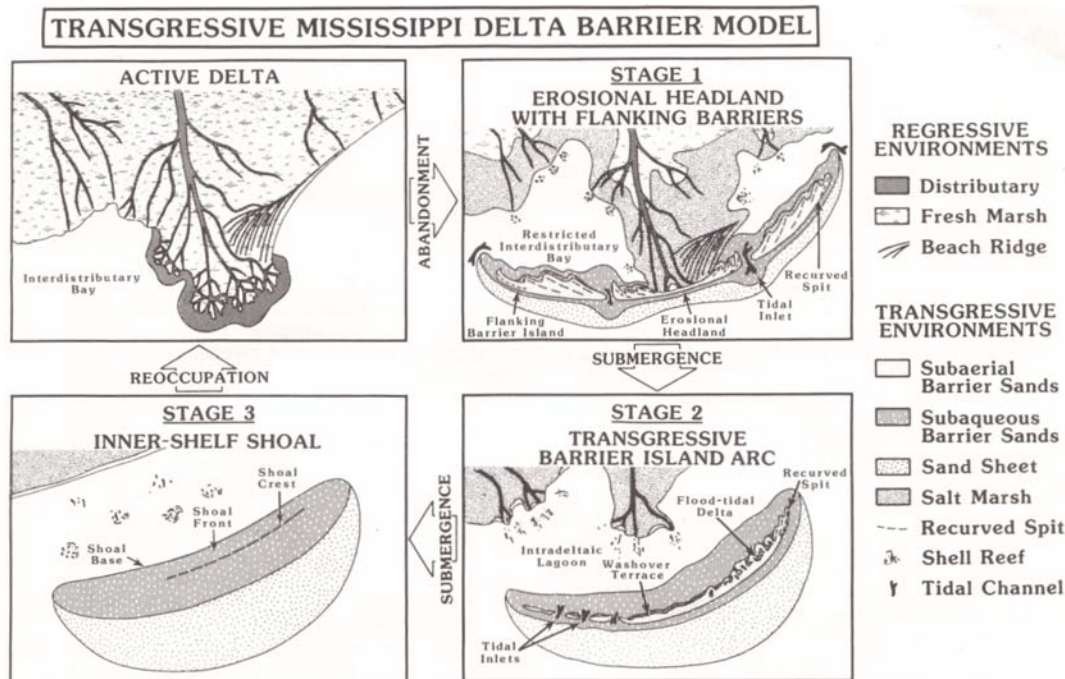 TRANSGRESSIVE MISSISSIPPI DELTA BARRIER MODEL
ACTIVE DELTA
Interdistributary
Bay
ABANDONMENT
STAGE 1
EROSIONAL HEADLAND
WITH FLANKING BARRIERS
Restricted
Interdistributary
Bay
Flanking
Barrier Island
Erosional
Headland
Tidal
Inlet
Recurved
Spit
SUBMERGENCE
STAGE 2
TRANSGRESSIVE
BARRIER ISLAND ARC
Recurved
Spit
Flood-tidal
Delta
Intradeltaic
Lagoon
Washover
Terrace
Tidal
Inlets
SUBMERGENCE
STAGE 3
INNER-SHELF SHOAL
Shoal
Crest
Shoal
Front
Shoal
Base
REOCCUPATION
REGRESSIVE
ENVIRONMENTS
Distributary
Fresh Marsh
Beach Ridge
TRANSGRESSIVE
ENVIRONMENTS
Subaerial
Barrier Sands
Subaqueous
Barrier Sands
Sand Sheet
Salt Marsh
Recurved Spit
Shell Reef
Tidal Channel